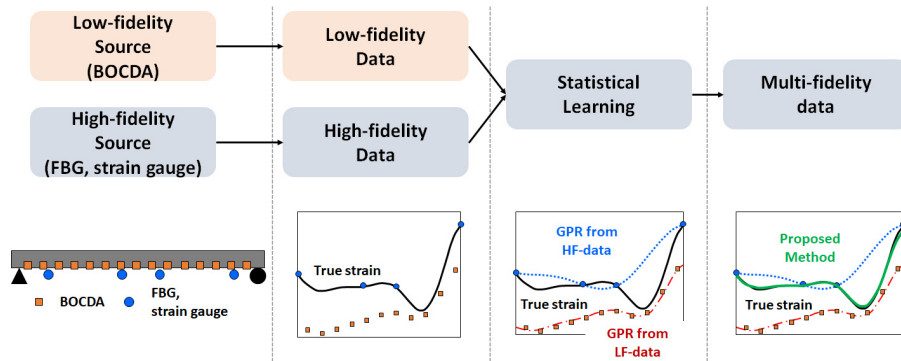 Low-fidelity
Source
(BOCDA)
Low-fidelity
Data
High-fidelity
Source
(FBG, strain gauge)
High-fidelity
Data
Statistical
Learning
Multi-fidelity
data
BOCDA
FBG,
strain gauge
True strain
GPR from
HF-data
True strain
GPR from
LF-data
Proposed
Method
True strain